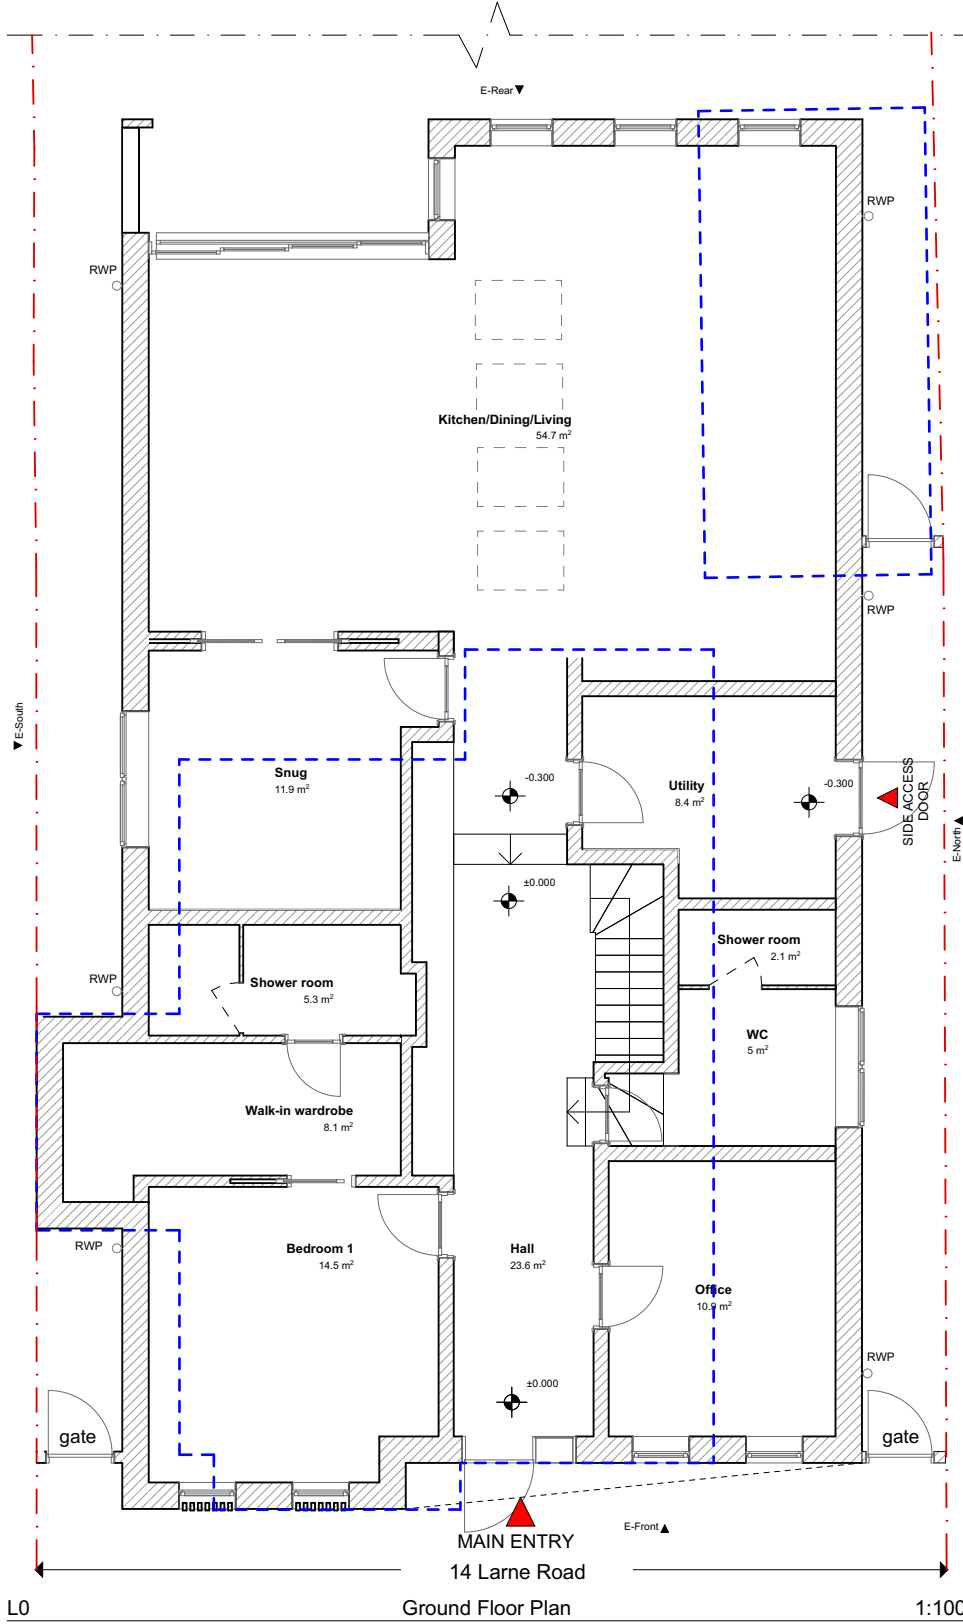 E-Rear
RWP
RWP
Kitchen/Dining/Living
54.7 m²
RWP
E-South
Snug
11.9 m²
-0.300
Utility
8.4 m²
-0.300
SIDE ACCESS
DOOR
E-North
±0.000
Shower room
2.1 m²
RWP
Shower room
5.3 m²
WC
5 m²
Walk-in wardrobe
8.1 m²
RWP
Bedroom 1
14.5 m²
Hall
23.6 m²
Office
10.9 m²
RWP
±0.000
gate
gate
E-Front
MAIN ENTRY
14 Larne Road
L0
Ground Floor Plan
1:100